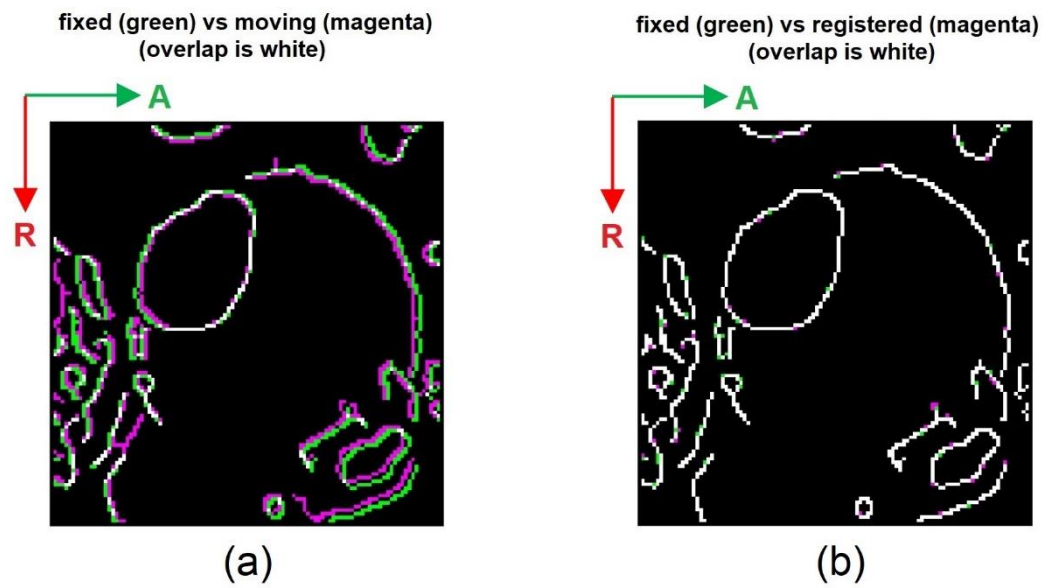 fixed (green) vs moving (magenta)
(overlap is white)
A
R
(a)
fixed (green) vs registered (magenta)
(overlap is white)
A
R
(b)